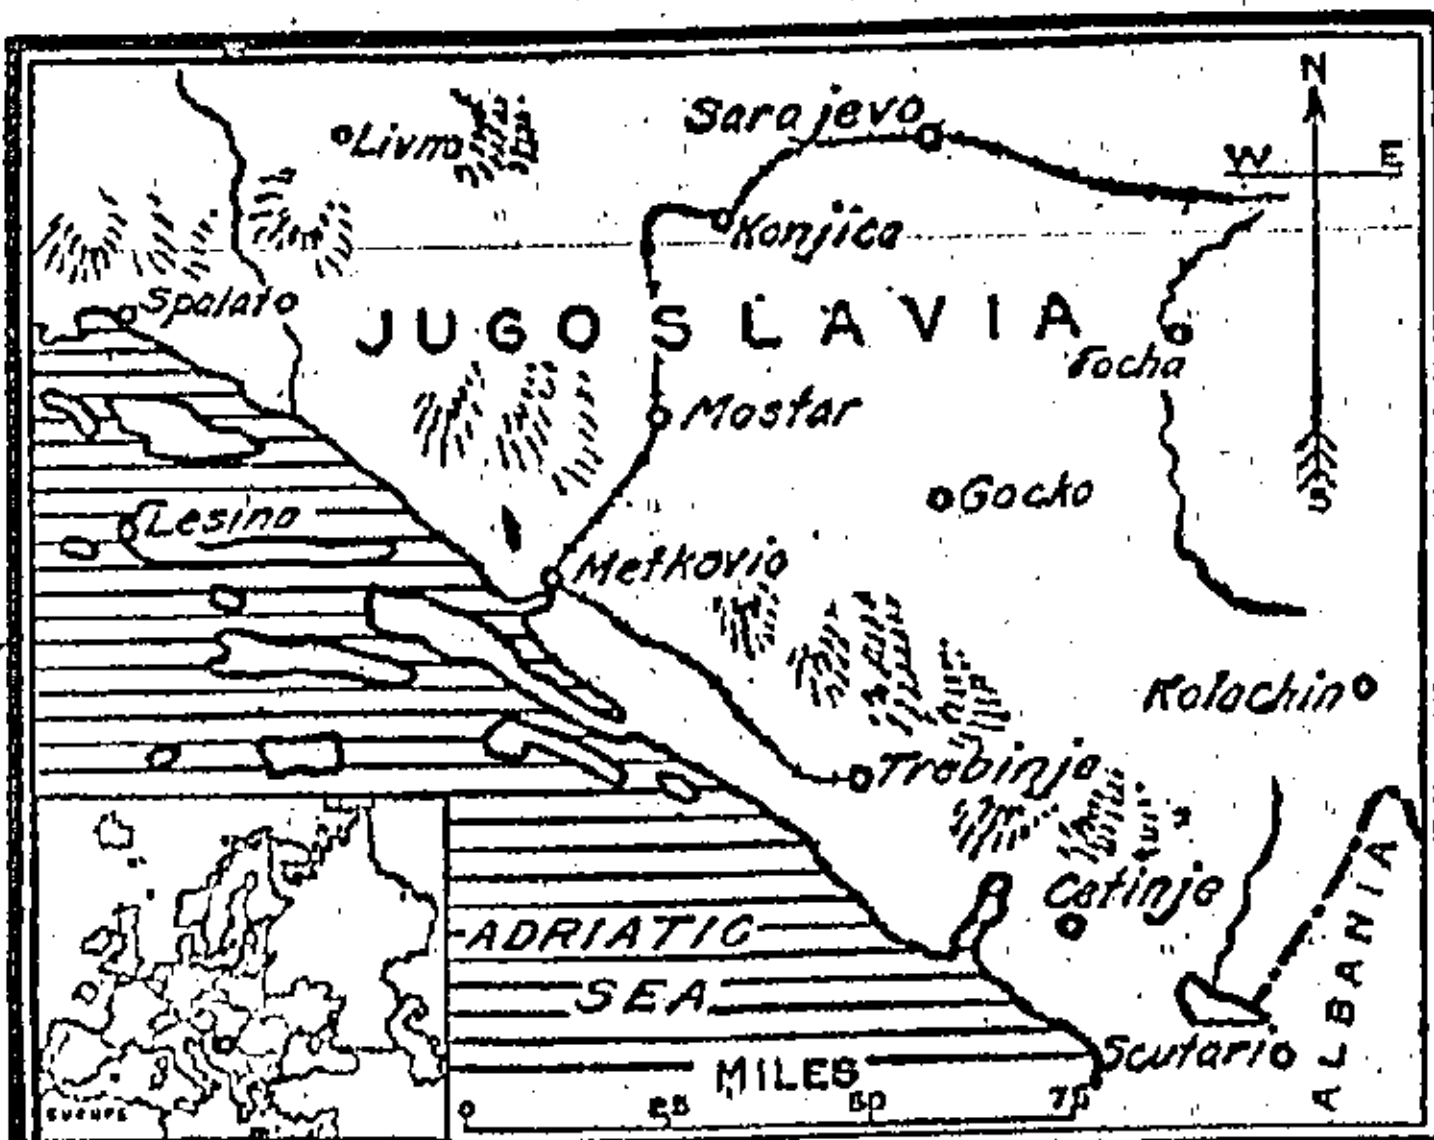 N
Sarajevo
Livno
W E
Konjica
Spalato
JUGOSLAVIA
Focha
Mostar
Gacko
S
Lesina
Metkovic
Kolachin
Trebinje
Cetinje
ALBANIA
ADRIATIC
SEA
Scutari
MILES
0 25 50 75
EUROPE